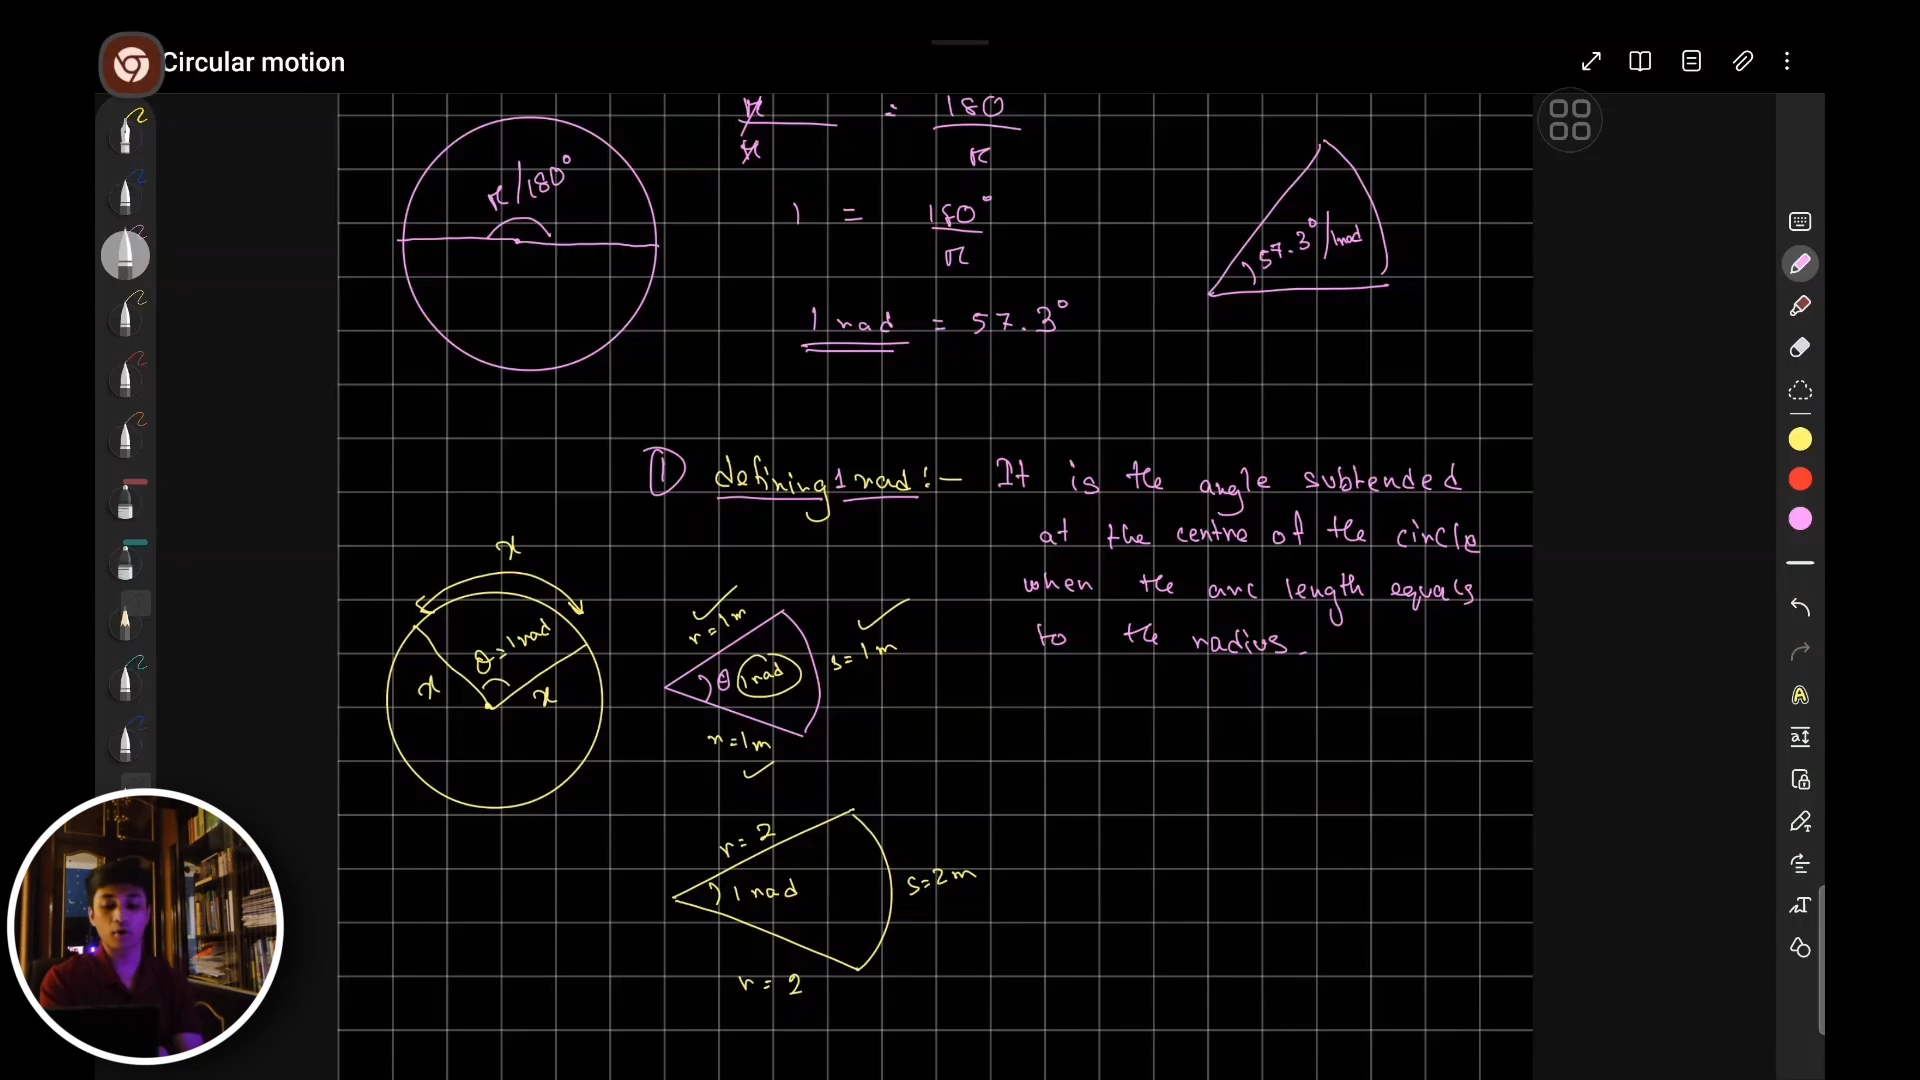 Circular motion
π = 180
π π
π/180°
1 = 180°
π
57.3°/1rad
1 rad = 57.3°
① defining 1 rad :- It is the angle subtended
at the centre of the circle
when the arc length equals
to the radius.
x
θ = 1 rad
x x
r = 1m
s = 1m
θ 1 rad
r = 1m
r = 2
1 rad
s = 2m
r = 2